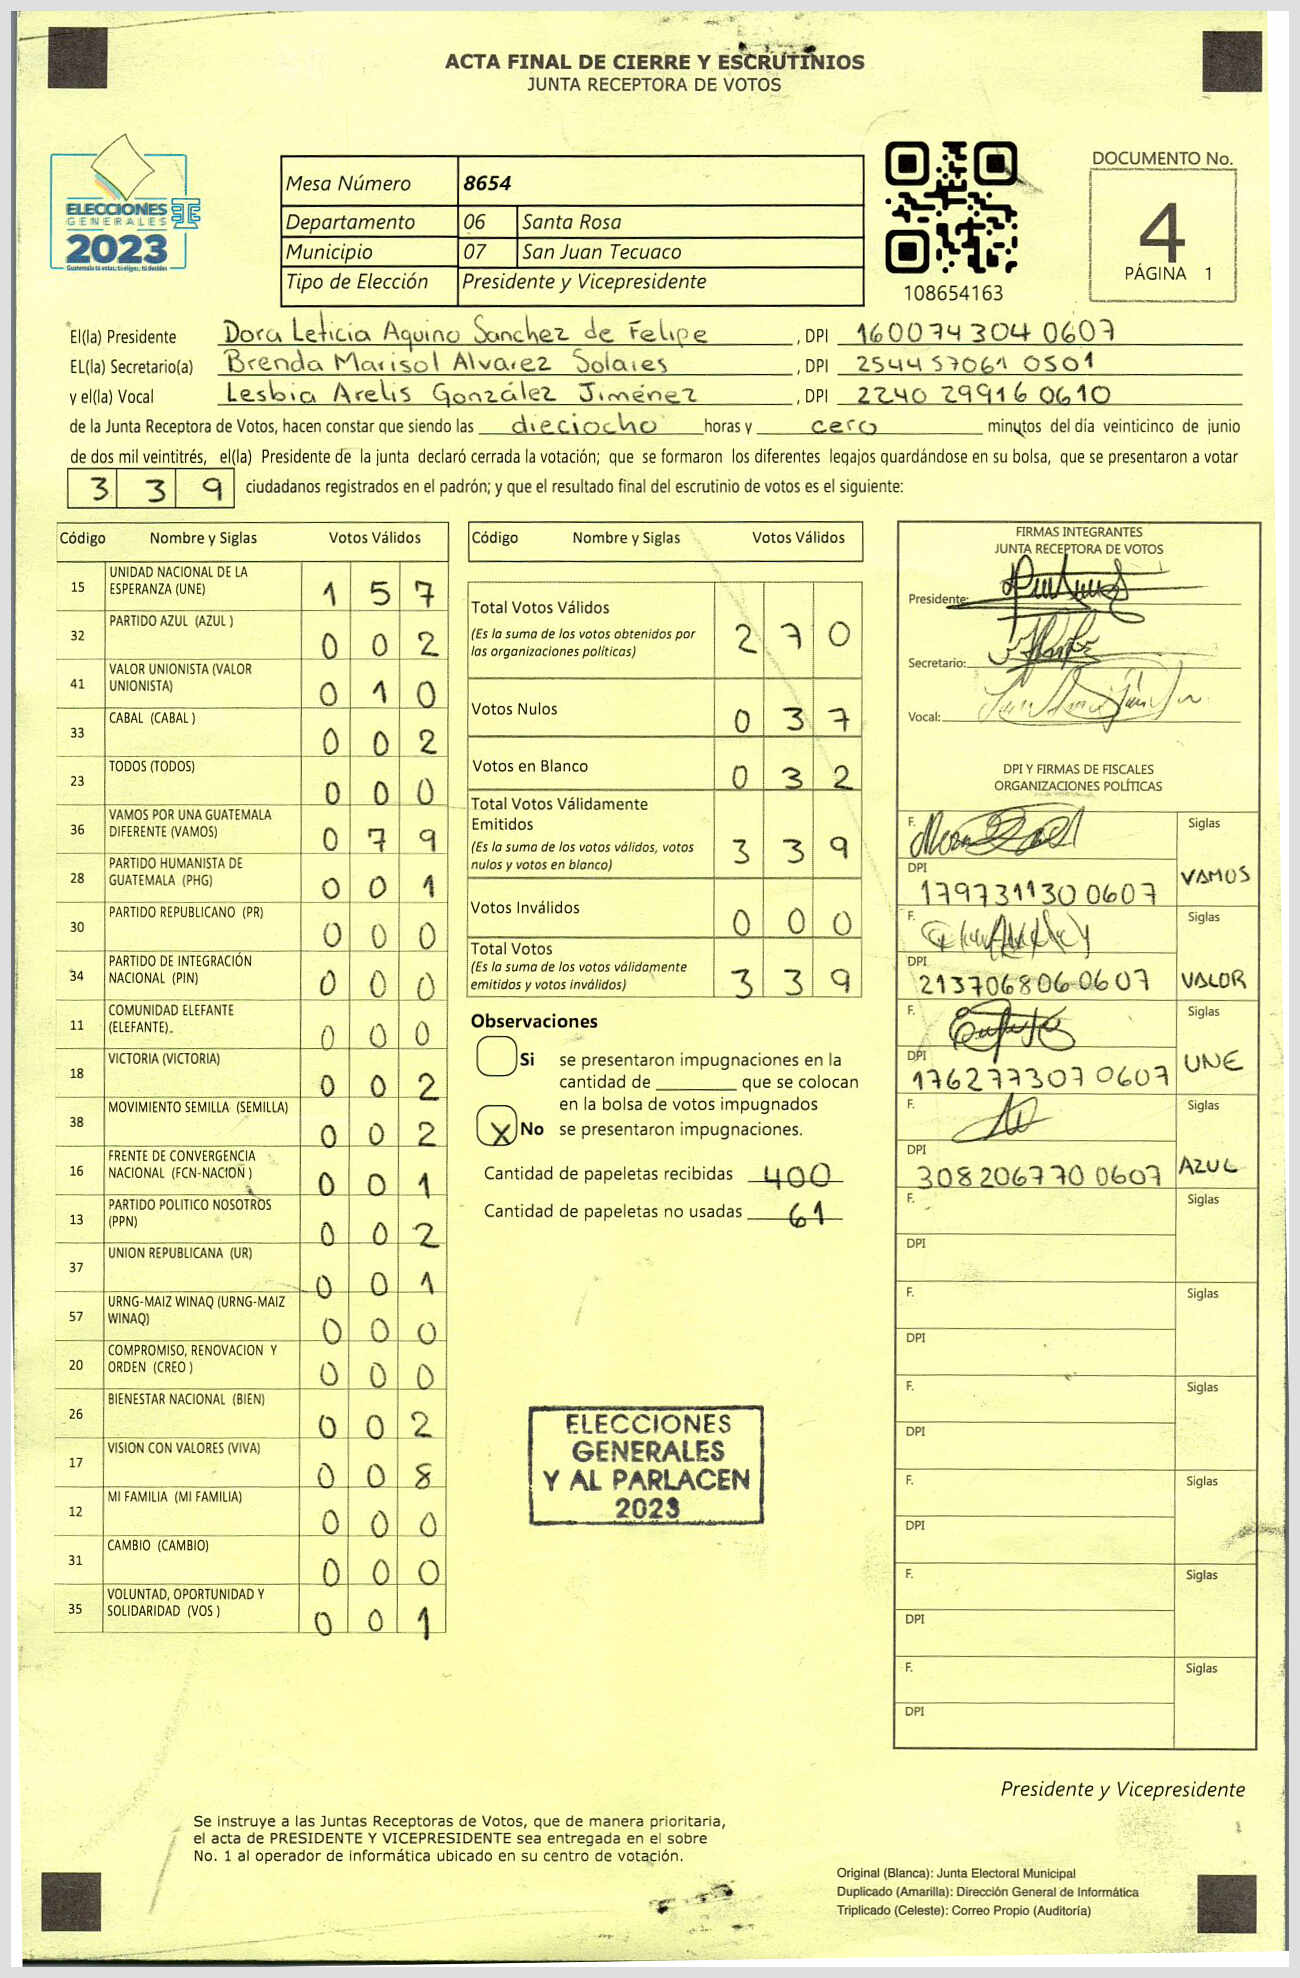 ACTA FINAL DE CIERRE Y ESCRUTINIOS
JUNTA RECEPTORA DE VOTOS
ELECCIONES
GENERALES
2023
Guatemala tú votas, tú eliges, tú decides
Mesa Número 8654
Departamento 06 Santa Rosa
Municipio 07 San Juan Tecuaco
Tipo de Elección Presidente y Vicepresidente
108654163
DOCUMENTO No.
4
PÁGINA 1
El(la) Presidente Dora Leticia Aquino Sanchez de Felipe , DPI 160074304 0607
EL(la) Secretario(a) Brenda Marisol Alvarez Solares , DPI 254457061 0501
y el(la) Vocal Lesbia Arelis González Jiménez , DPI 2240 29916 0610
de la Junta Receptora de Votos, hacen constar que siendo las dieciocho horas y cero minutos del día veinticinco de junio
de dos mil veintitrés, el(la) Presidente de la junta declaró cerrada la votación; que se formaron los diferentes legajos guardándose en su bolsa, que se presentaron a votar
3 3 9 ciudadanos registrados en el padrón; y que el resultado final del escrutinio de votos es el siguiente:
Código Nombre y Siglas Votos Válidos
15 UNIDAD NACIONAL DE LA
ESPERANZA (UNE) 1 5 7
32 PARTIDO AZUL (AZUL ) 0 0 2
41 VALOR UNIONISTA (VALOR
UNIONISTA) 0 1 0
33 CABAL (CABAL ) 0 0 2
23 TODOS (TODOS) 0 0 0
36 VAMOS POR UNA GUATEMALA
DIFERENTE (VAMOS) 0 7 9
28 PARTIDO HUMANISTA DE
GUATEMALA (PHG) 0 0 1
30 PARTIDO REPUBLICANO (PR) 0 0 0
34 PARTIDO DE INTEGRACIÓN
NACIONAL (PIN) 0 0 0
11 COMUNIDAD ELEFANTE
(ELEFANTE) 0 0 0
18 VICTORIA (VICTORIA) 0 0 2
38 MOVIMIENTO SEMILLA (SEMILLA) 0 0 2
16 FRENTE DE CONVERGENCIA
NACIONAL (FCN-NACION ) 0 0 1
13 PARTIDO POLITICO NOSOTROS
(PPN) 0 0 2
37 UNION REPUBLICANA (UR) 0 0 1
57 URNG-MAIZ WINAQ (URNG-MAIZ
WINAQ) 0 0 0
20 COMPROMISO, RENOVACION Y
ORDEN (CREO ) 0 0 0
26 BIENESTAR NACIONAL (BIEN) 0 0 2
17 VISION CON VALORES (VIVA) 0 0 8
12 MI FAMILIA (MI FAMILIA) 0 0 0
31 CAMBIO (CAMBIO) 0 0 0
35 VOLUNTAD, OPORTUNIDAD Y
SOLIDARIDAD (VOS ) 0 0 1
Código Nombre y Siglas Votos Válidos
Total Votos Válidos
(Es la suma de los votos obtenidos por
las organizaciones políticas) 2 7 0
Votos Nulos 0 3 7
Votos en Blanco 0 3 2
Total Votos Válidamente
Emitidos
(Es la suma de los votos válidos, votos
nulos y votos en blanco) 3 3 9
Votos Inválidos 0 0 0
Total Votos
(Es la suma de los votos válidamente
emitidos y votos inválidos) 3 3 9
Observaciones
Si se presentaron impugnaciones en la
cantidad de ________ que se colocan
en la bolsa de votos impugnados
X No se presentaron impugnaciones.
Cantidad de papeletas recibidas 400
Cantidad de papeletas no usadas 61
ELECCIONES
GENERALES
Y AL PARLACEN
2023
FIRMAS INTEGRANTES
JUNTA RECEPTORA DE VOTOS
Presidente:
Secretario:
Vocal:
DPI Y FIRMAS DE FISCALES
ORGANIZACIONES POLÍTICAS
F. Siglas
DPI VAMOS
179731130 0607
F. Siglas
DPI
213706806 0607 VALOR
F. Siglas
DPI UNE
176277307 0607
F. Siglas
DPI
308206770 0607 AZUL
F. Siglas
DPI
F. Siglas
DPI
F. Siglas
DPI
F. Siglas
DPI
F. Siglas
DPI
F. Siglas
DPI
Presidente y Vicepresidente
Se instruye a las Juntas Receptoras de Votos, que de manera prioritaria,
el acta de PRESIDENTE Y VICEPRESIDENTE sea entregada en el sobre
No. 1 al operador de informática ubicado en su centro de votación.
Original (Blanca): Junta Electoral Municipal
Duplicado (Amarilla): Dirección General de Informática
Triplicado (Celeste): Correo Propio (Auditoría)